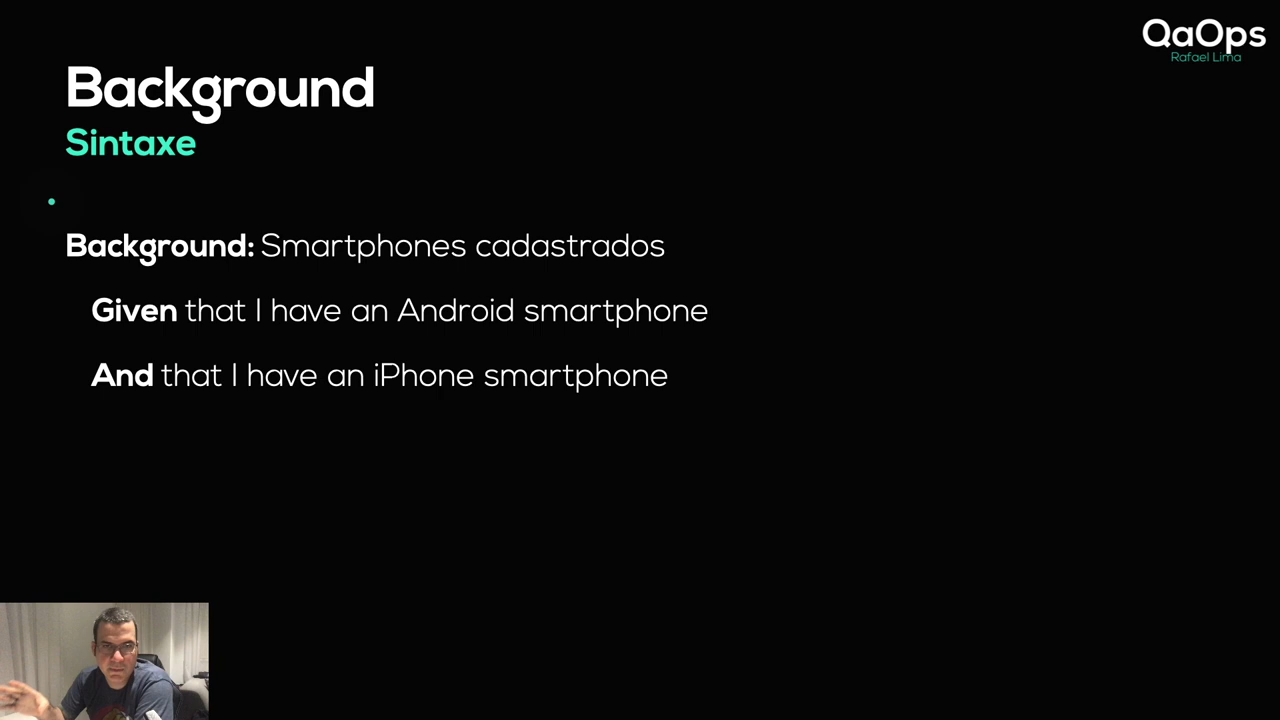 QaOps
Rafael Lima
Background
Sintaxe
Background: Smartphones cadastrados
Given that I have an Android smartphone
And that I have an iPhone smartphone